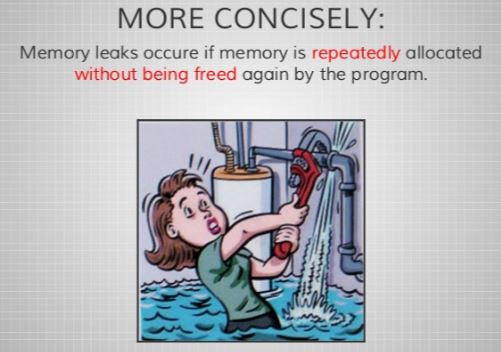 MORE CONCISELY:
Memory leaks occure if memory is repeatedly allocated
without being freed again by the program.